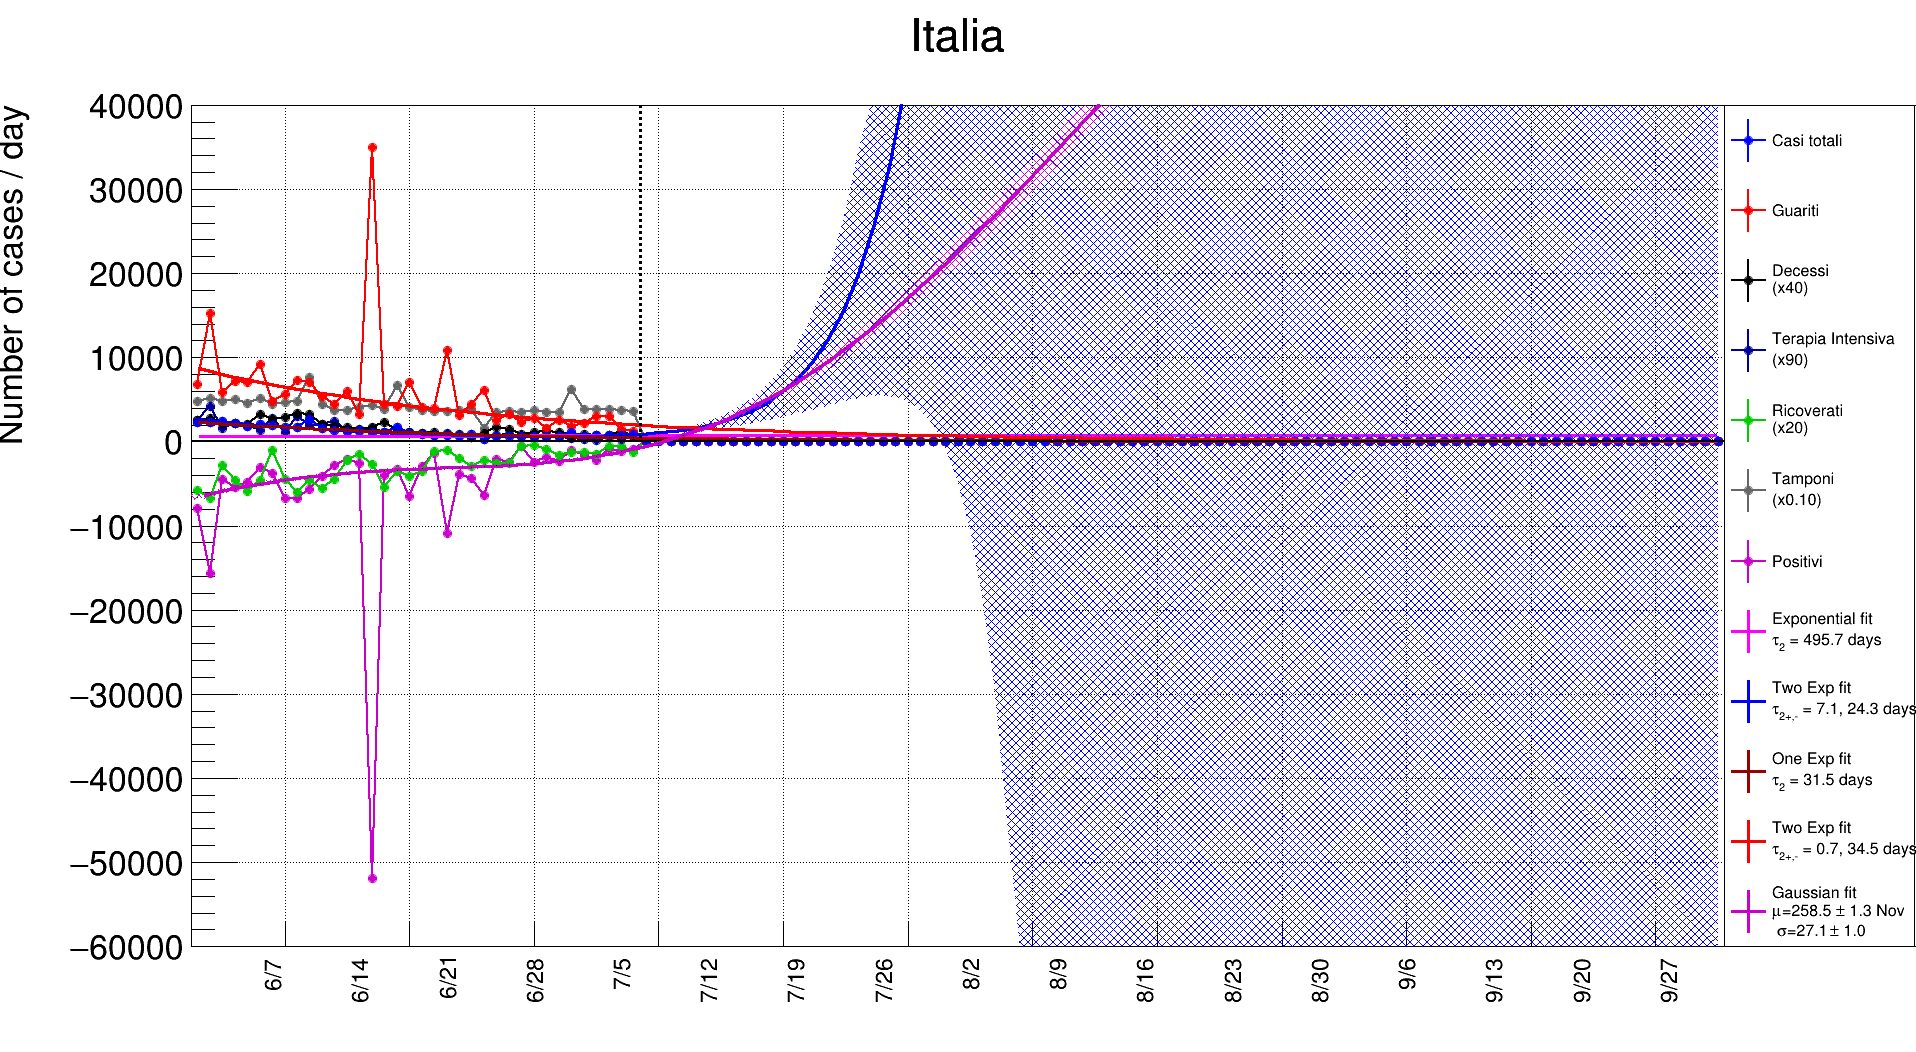 Italia
Number of cases / day
40000
30000
20000
10000
0
−10000
−20000
−30000
−40000
−50000
−60000
6/7
6/14
6/21
6/28
7/5
7/12
7/19
7/26
8/2
8/9
8/16
8/23
8/30
9/6
9/13
9/20
9/27
Casi totali
Guariti
Decessi
(x40)
Terapia Intensiva
(x90)
Ricoverati
(x20)
Tamponi
(x0.10)
Positivi
Exponential fit
τ2 = 495.7 days
Two Exp fit
τ2+,- = 7.1, 24.3 days
One Exp fit
τ2 = 31.5 days
Two Exp fit
τ2+,- = 0.7, 34.5 days
Gaussian fit
μ=258.5 ± 1.3 Nov
σ=27.1 ± 1.0